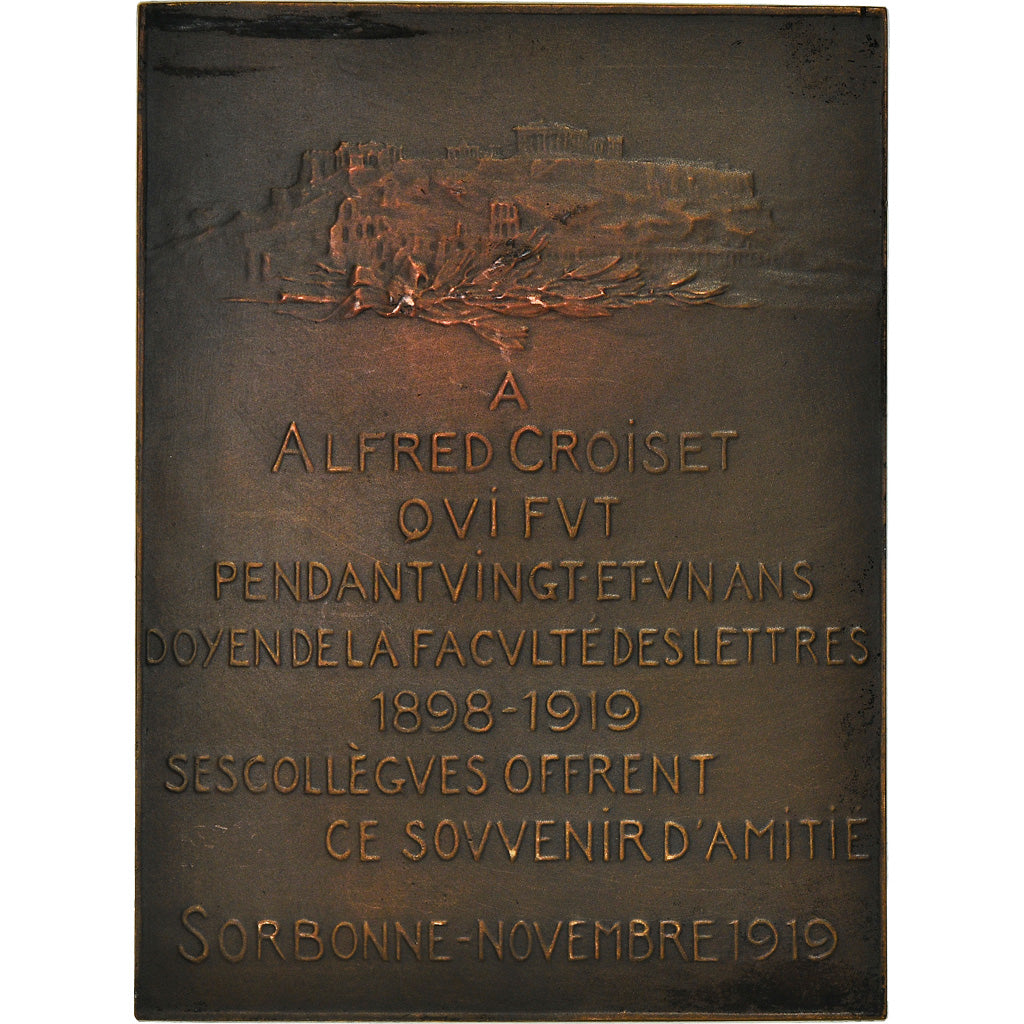 A
ALFRED CROISET
QVI FVT
PENDANT VINGT-ET-VN ANS
DOYEN DE LA FACVLTÉ DES LETTRES
1898-1919
SES COLLÈGVES OFFRENT
CE SOVVENIR D'AMITIÉ
SORBONNE-NOVEMBRE 1919